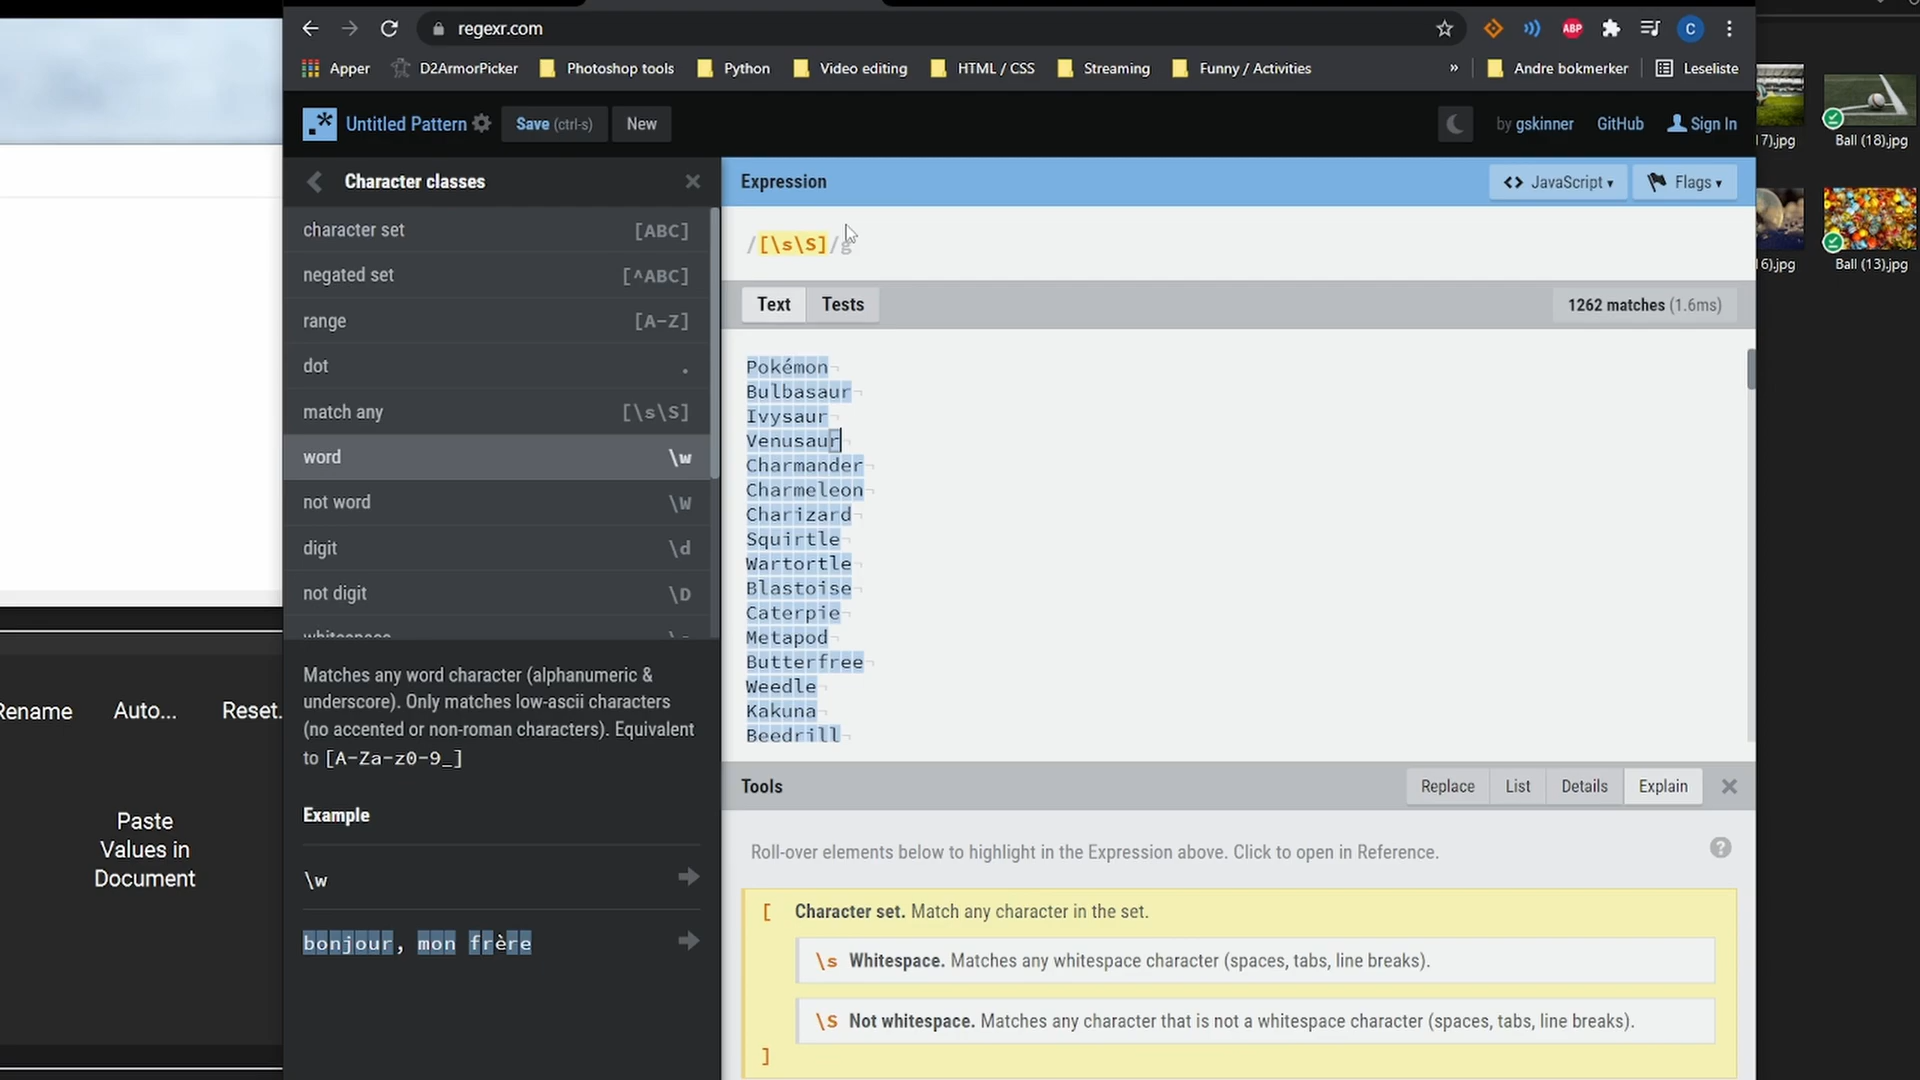 regexr.com
ABP
C
Apper
D2ArmorPicker
Photoshop tools
Python
Video editing
HTML / CSS
Streaming
Funny / Activities
»
Andre bokmerker
Leseliste
.*
Untitled Pattern
Save (ctrl-s)
New
by gskinner
GitHub
Sign In
Character classes
character set [ABC]
negated set [^ABC]
range [A-Z]
dot .
match any [\s\S]
word \w
not word \W
digit \d
not digit \D
whitespace
Matches any word character (alphanumeric &
underscore). Only matches low-ascii characters
(no accented or non-roman characters). Equivalent
to [A-Za-z0-9_]
Example
\w
bonjour, mon frère
Expression
<> JavaScript
Flags
/[\s\S]/g
Text
Tests
1262 matches (1.6ms)
Pokémon
Bulbasaur
Ivysaur
Venusaur
Charmander
Charmeleon
Charizard
Squirtle
Wartortle
Blastoise
Caterpie
Metapod
Butterfree
Weedle
Kakuna
Beedrill
Tools
Replace
List
Details
Explain
Roll-over elements below to highlight in the Expression above. Click to open in Reference.
?
[ Character set. Match any character in the set.
\s Whitespace. Matches any whitespace character (spaces, tabs, line breaks).
\S Not whitespace. Matches any character that is not a whitespace character (spaces, tabs, line breaks).
]
Rename
Auto...
Reset.
Paste
Values in
Document
17).jpg
Ball (18).jpg
16).jpg
Ball (13).jpg